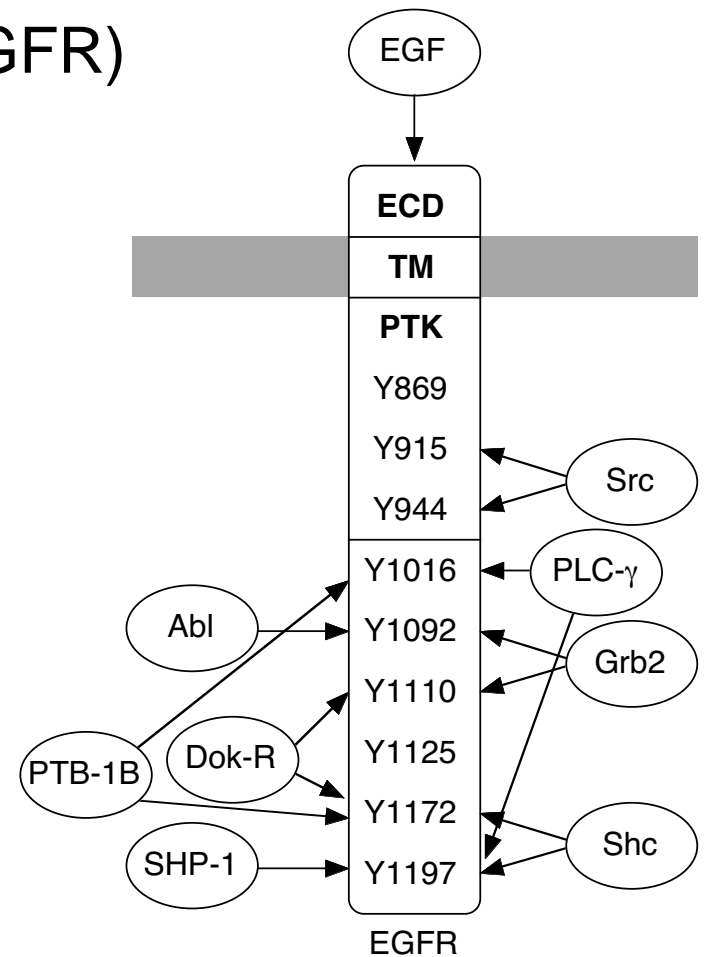 GFR)
EGF
ECD
TM
PTK
Y869
Y915
Src
Y944
Y1016
PLC-γ
Abl
Y1092
Grb2
Y1110
Dok-R
Y1125
PTB-1B
Y1172
Shc
SHP-1
Y1197
EGFR